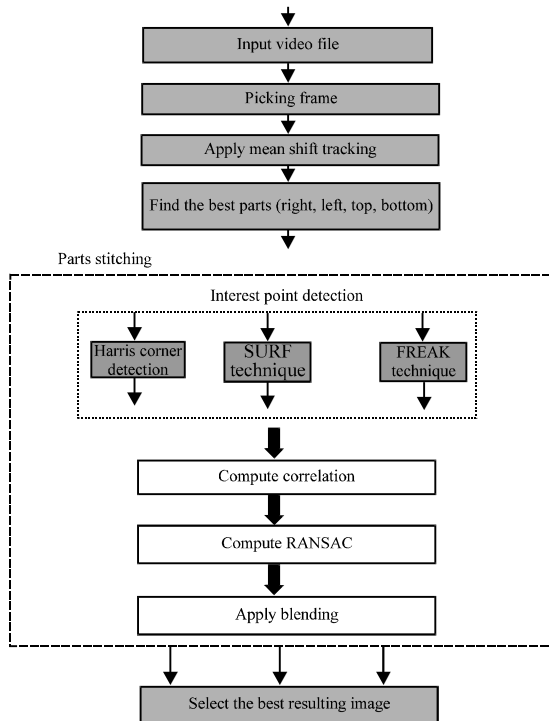 Input video file
Picking frame
Apply mean shift tracking
Find the best parts (right, left, top, bottom)
Parts stitching
Interest point detection
Harris corner
detection
SURF
technique
FREAK
technique
Compute correlation
Compute RANSAC
Apply blending
Select the best resulting image